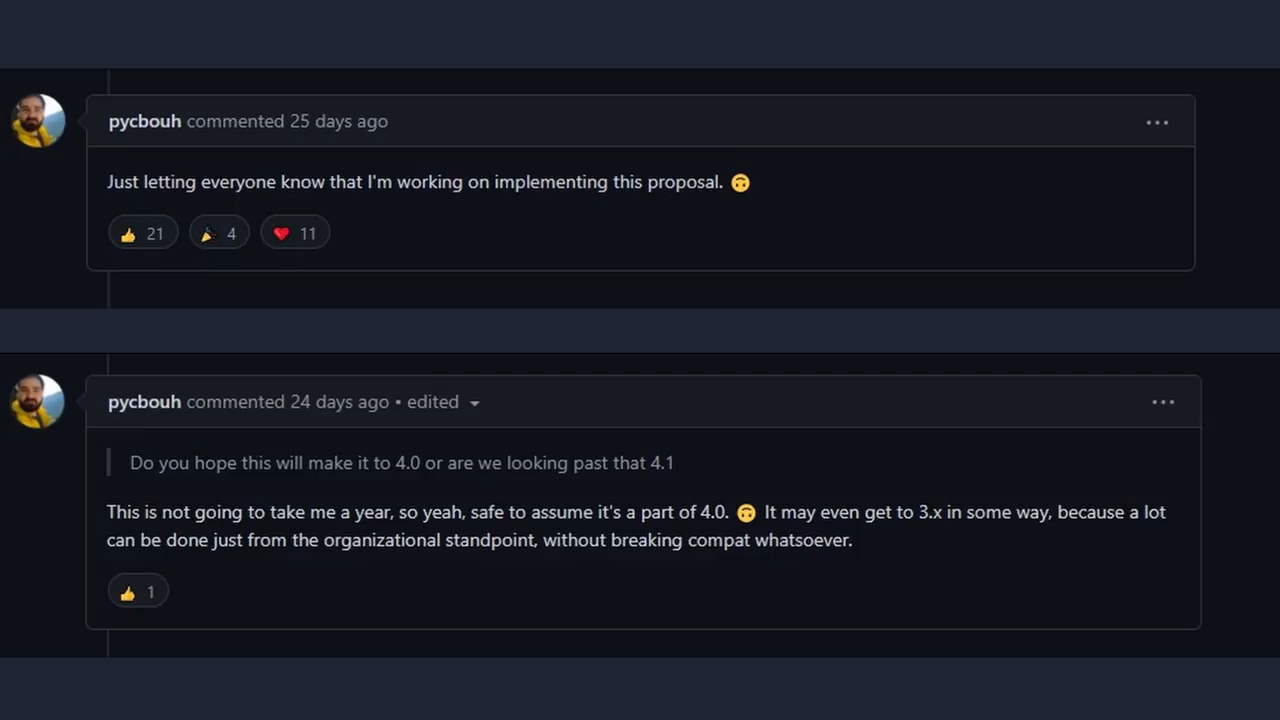 pycbouh commented 25 days ago
Just letting everyone know that I'm working on implementing this proposal. 🙃
👍 21 🎉 4 ❤️ 11
pycbouh commented 24 days ago • edited
Do you hope this will make it to 4.0 or are we looking past that 4.1
This is not going to take me a year, so yeah, safe to assume it's a part of 4.0. 🙃 It may even get to 3.x in some way, because a lot
can be done just from the organizational standpoint, without breaking compat whatsoever.
👍 1